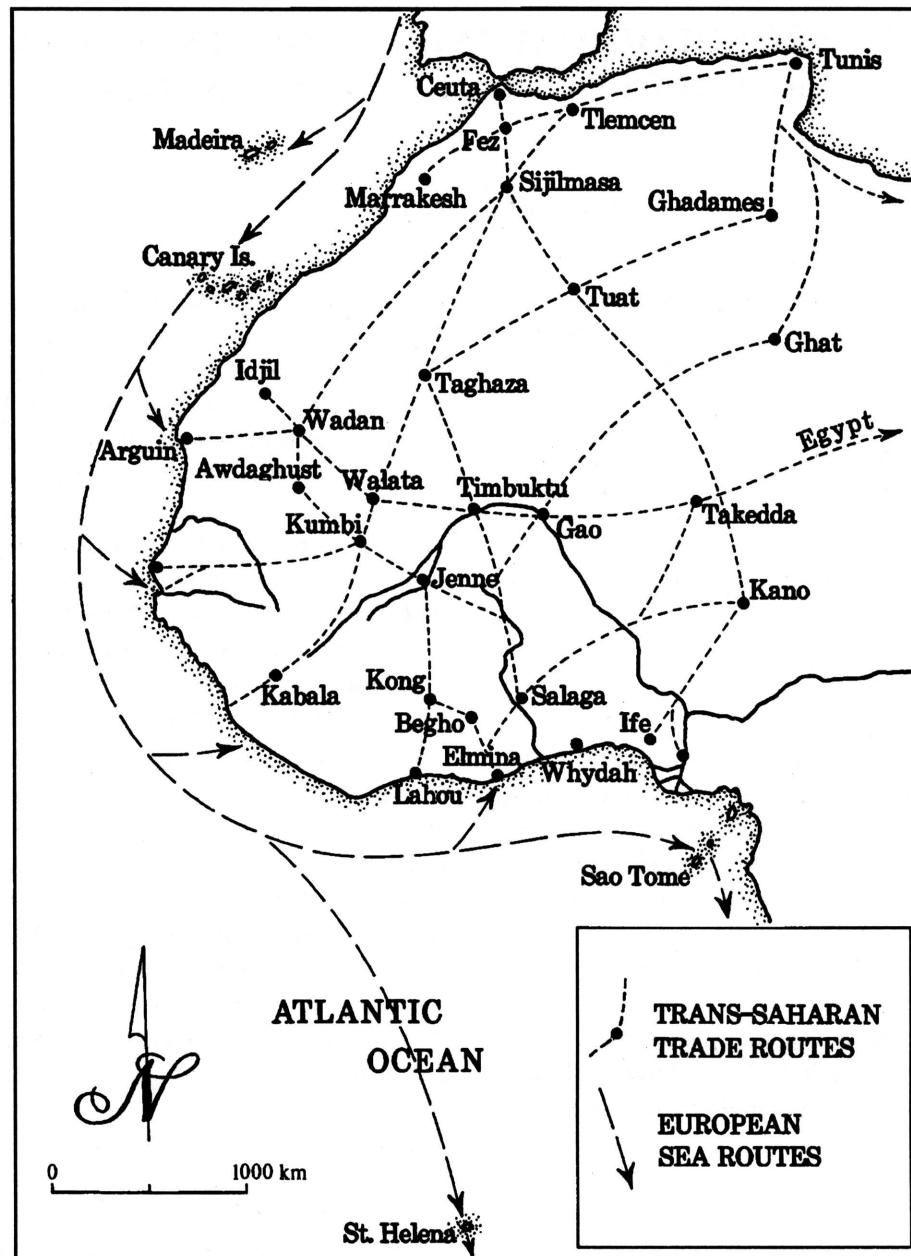 Tunis
Ceuta
Tlemcen
Madeira
Fez
Marrakesh
Sijilmasa
Ghadames
Canary Is.
Tuat
Ghat
Idjil
Taghaza
Wadan
Egypt
Arguin
Awdaghust
Walata
Timbuktu
Takedda
Kumbi
Gao
Jenne
Kano
Kabala
Kong
Salaga
Begho
Ife
Elmina
Whydah
Lahou
Sao Tome
ATLANTIC
OCEAN
TRANS-SAHARAN
TRADE ROUTES
EUROPEAN
SEA ROUTES
N
0 1000 km
St. Helena